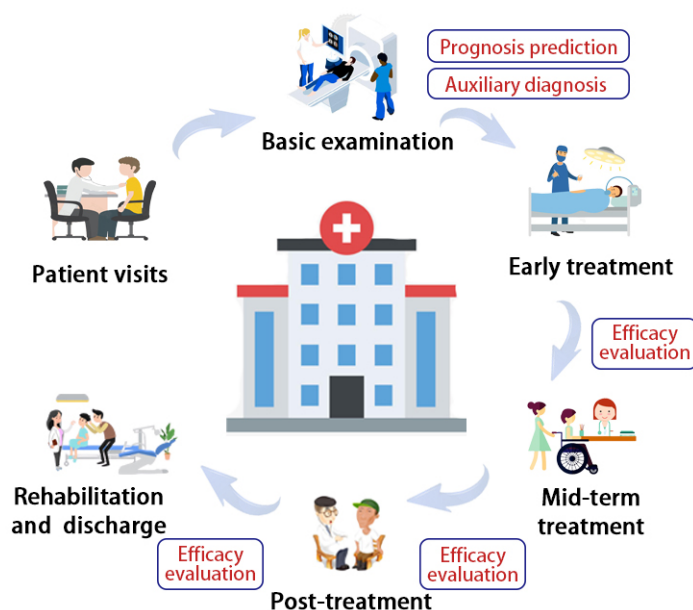 Prognosis prediction
Auxiliary diagnosis
Basic examination
Patient visits
Early treatment
Efficacy
evaluation
Mid-term
treatment
Rehabilitation
and discharge
Efficacy
evaluation
Efficacy
evaluation
Post-treatment